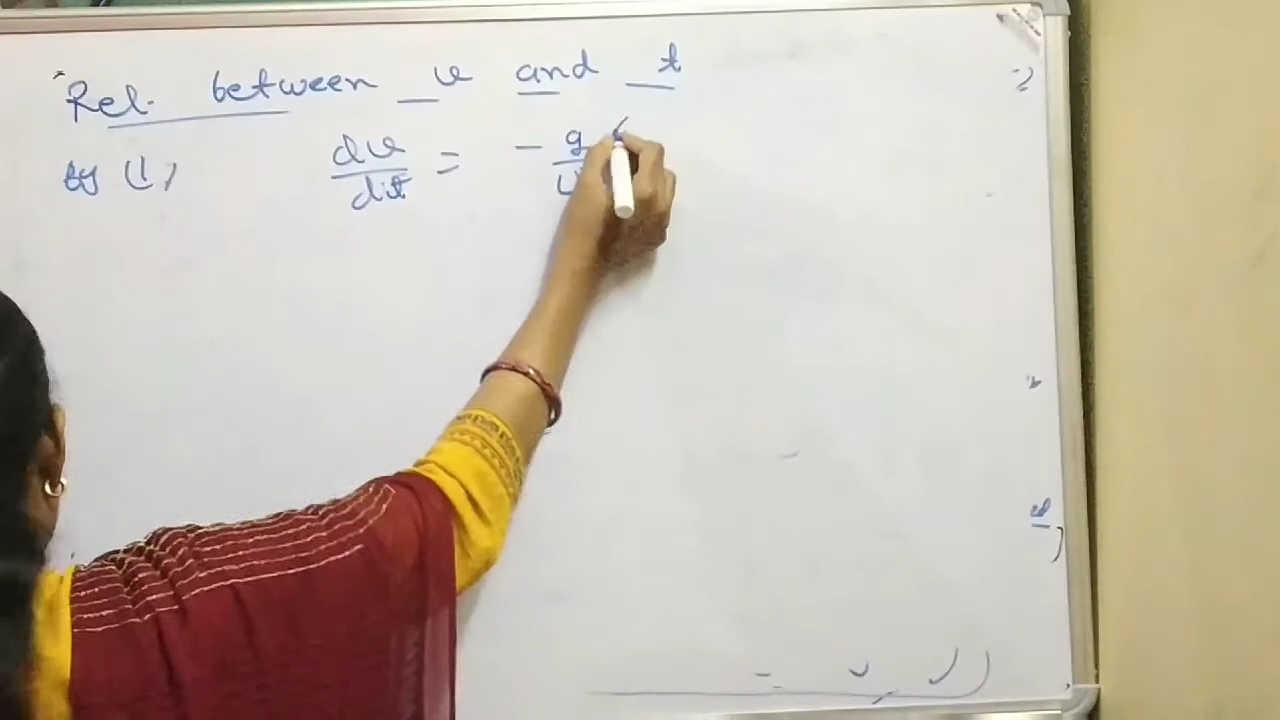 Rel. between v and t
by (1) dv/dt = - g/